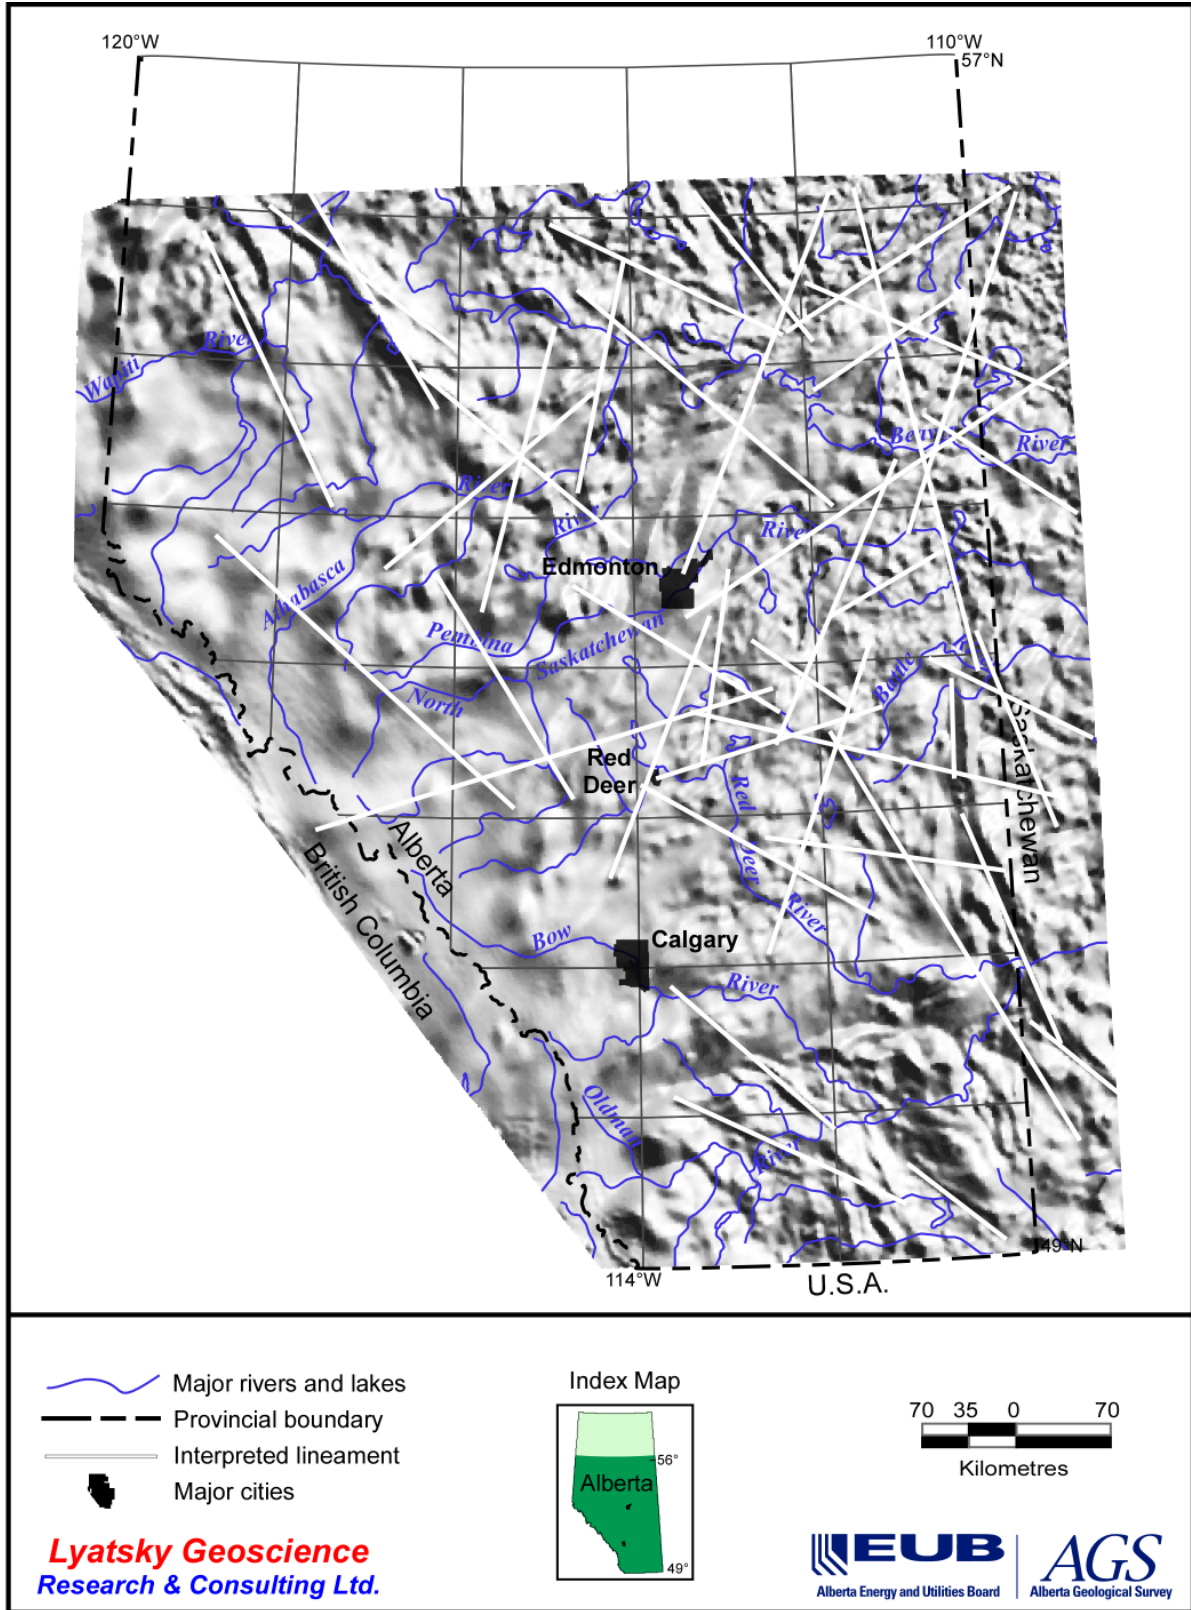 120°W
110°W
57°N
River
Wapiti
Beaver
River
River
River
River
Edmonton
Athabasca
Pembina
Saskatchewan
North
Battle
River
Saskatchewan
Red
Deer
Red
Deer
River
Alberta
British Columbia
Bow
Calgary
River
Oldman
River
49°N
114°W
U.S.A.
Major rivers and lakes
Provincial boundary
Interpreted lineament
Major cities
Index Map
56°
Alberta
49°
70 35 0 70
Kilometres
Lyatsky Geoscience
Research & Consulting Ltd.
EUB
Alberta Energy and Utilities Board
AGS
Alberta Geological Survey